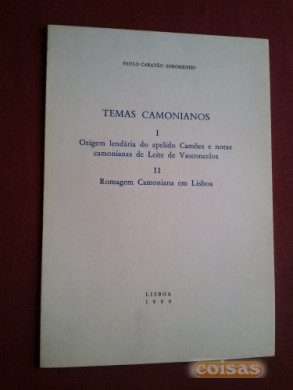 PAULO CARATÃO SOROMENHO
TEMAS CAMONIANOS
I
Origem lendária do apelido Camões e notas
camonianas de Leite de Vasconcelos
II
Romagem Camoniana em Lisboa
LISBOA
coisas